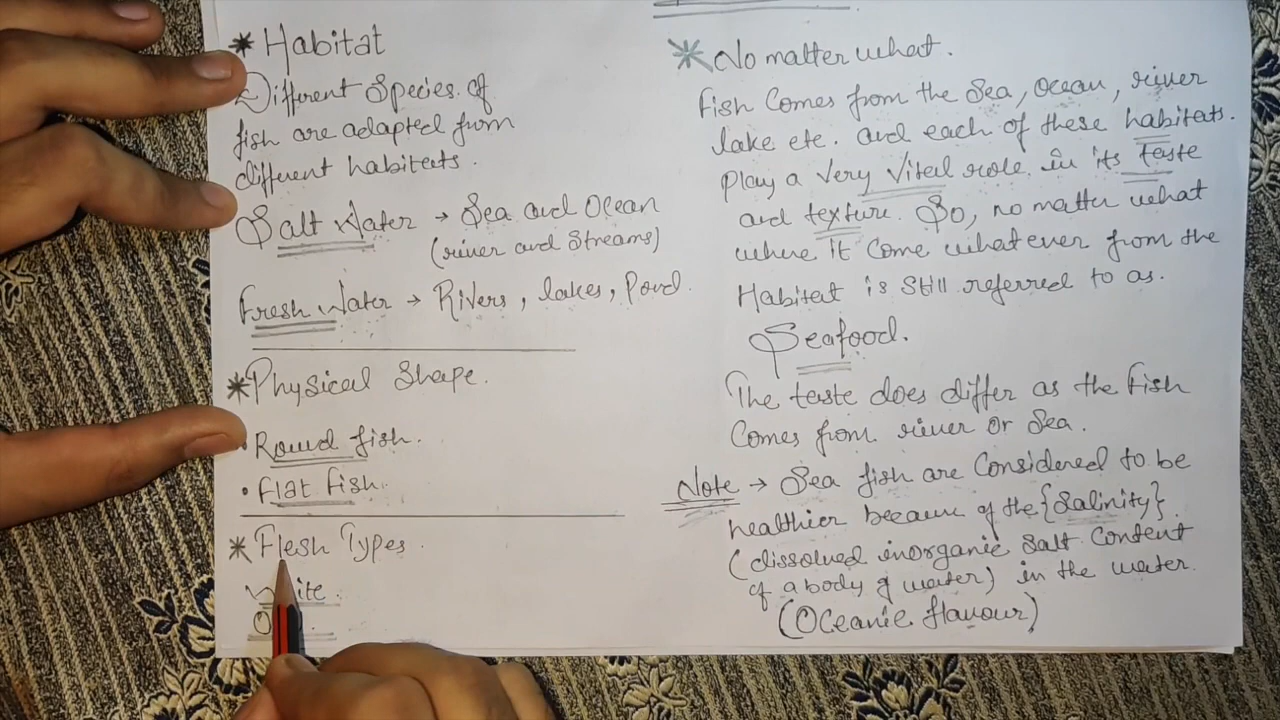 * Habitat
Different Species of
fish are adapted from
different habitats.
Salt Water → Sea and Ocean
(river and streams)
Fresh Water → Rivers, lakes, Pond.
* Physical Shape.
• Round fish.
• Flat fish.
* Flesh Types.
* No matter what.
Fish Comes from the Sea, Ocean, river
lake etc. and each of these habitats.
Play a very vital role in its taste
and texture. So, no matter what
where it come whatever from the
Habitat is still referred to as.
Seafood.
The taste does differ as the Fish
Comes from river or Sea.
Note → Sea fish are Considered to be
healthier because of the {Salinity}.
(dissolved inorganic salt Content
of a body of water) in the water.
(Oceanic flavour)